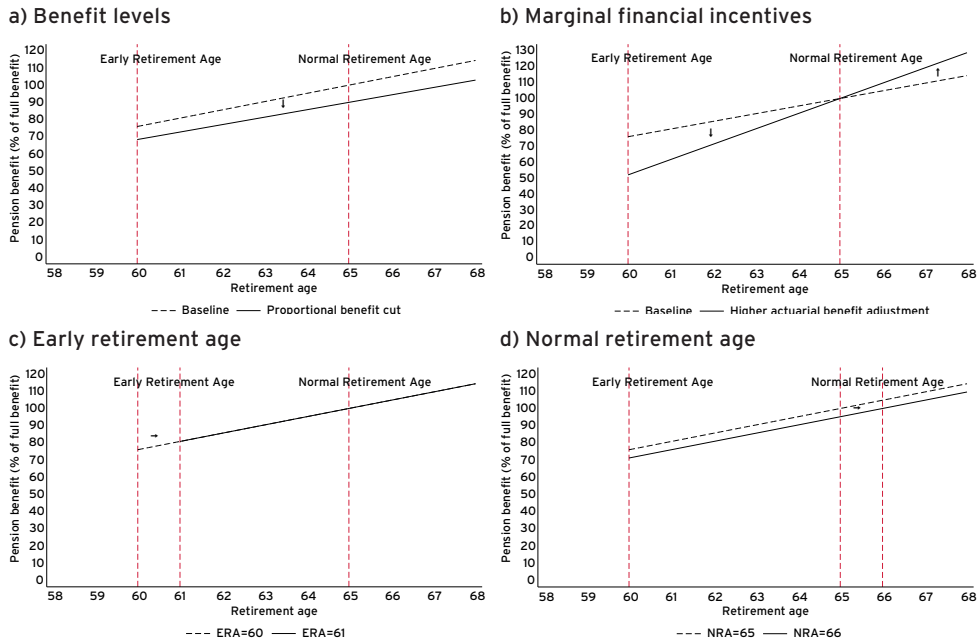 a) Benefit levels
Pension benefit (% of full benefit)
120
110
100
90
80
70
60
50
40
30
20
10
0
Early Retirement Age
Normal Retirement Age
58 59 60 61 62 63 64 65 66 67 68
Retirement age
Baseline Proportional benefit cut
b) Marginal financial incentives
Pension benefit (% of full benefit)
130
120
110
100
90
80
70
60
50
40
30
20
10
0
Early Retirement Age
Normal Retirement Age
58 59 60 61 62 63 64 65 66 67 68
Retirement age
Baseline Higher actuarial benefit adjustment
c) Early retirement age
Pension benefit (% of full benefit)
120
110
100
90
80
70
60
50
40
30
20
10
0
Early Retirement Age
Normal Retirement Age
58 59 60 61 62 63 64 65 66 67 68
Retirement age
ERA=60 ERA=61
d) Normal retirement age
Pension benefit (% of full benefit)
120
110
100
90
80
70
60
50
40
30
20
10
0
Early Retirement Age
Normal Retirement Age
58 59 60 61 62 63 64 65 66 67 68
Retirement age
NRA=65 NRA=66